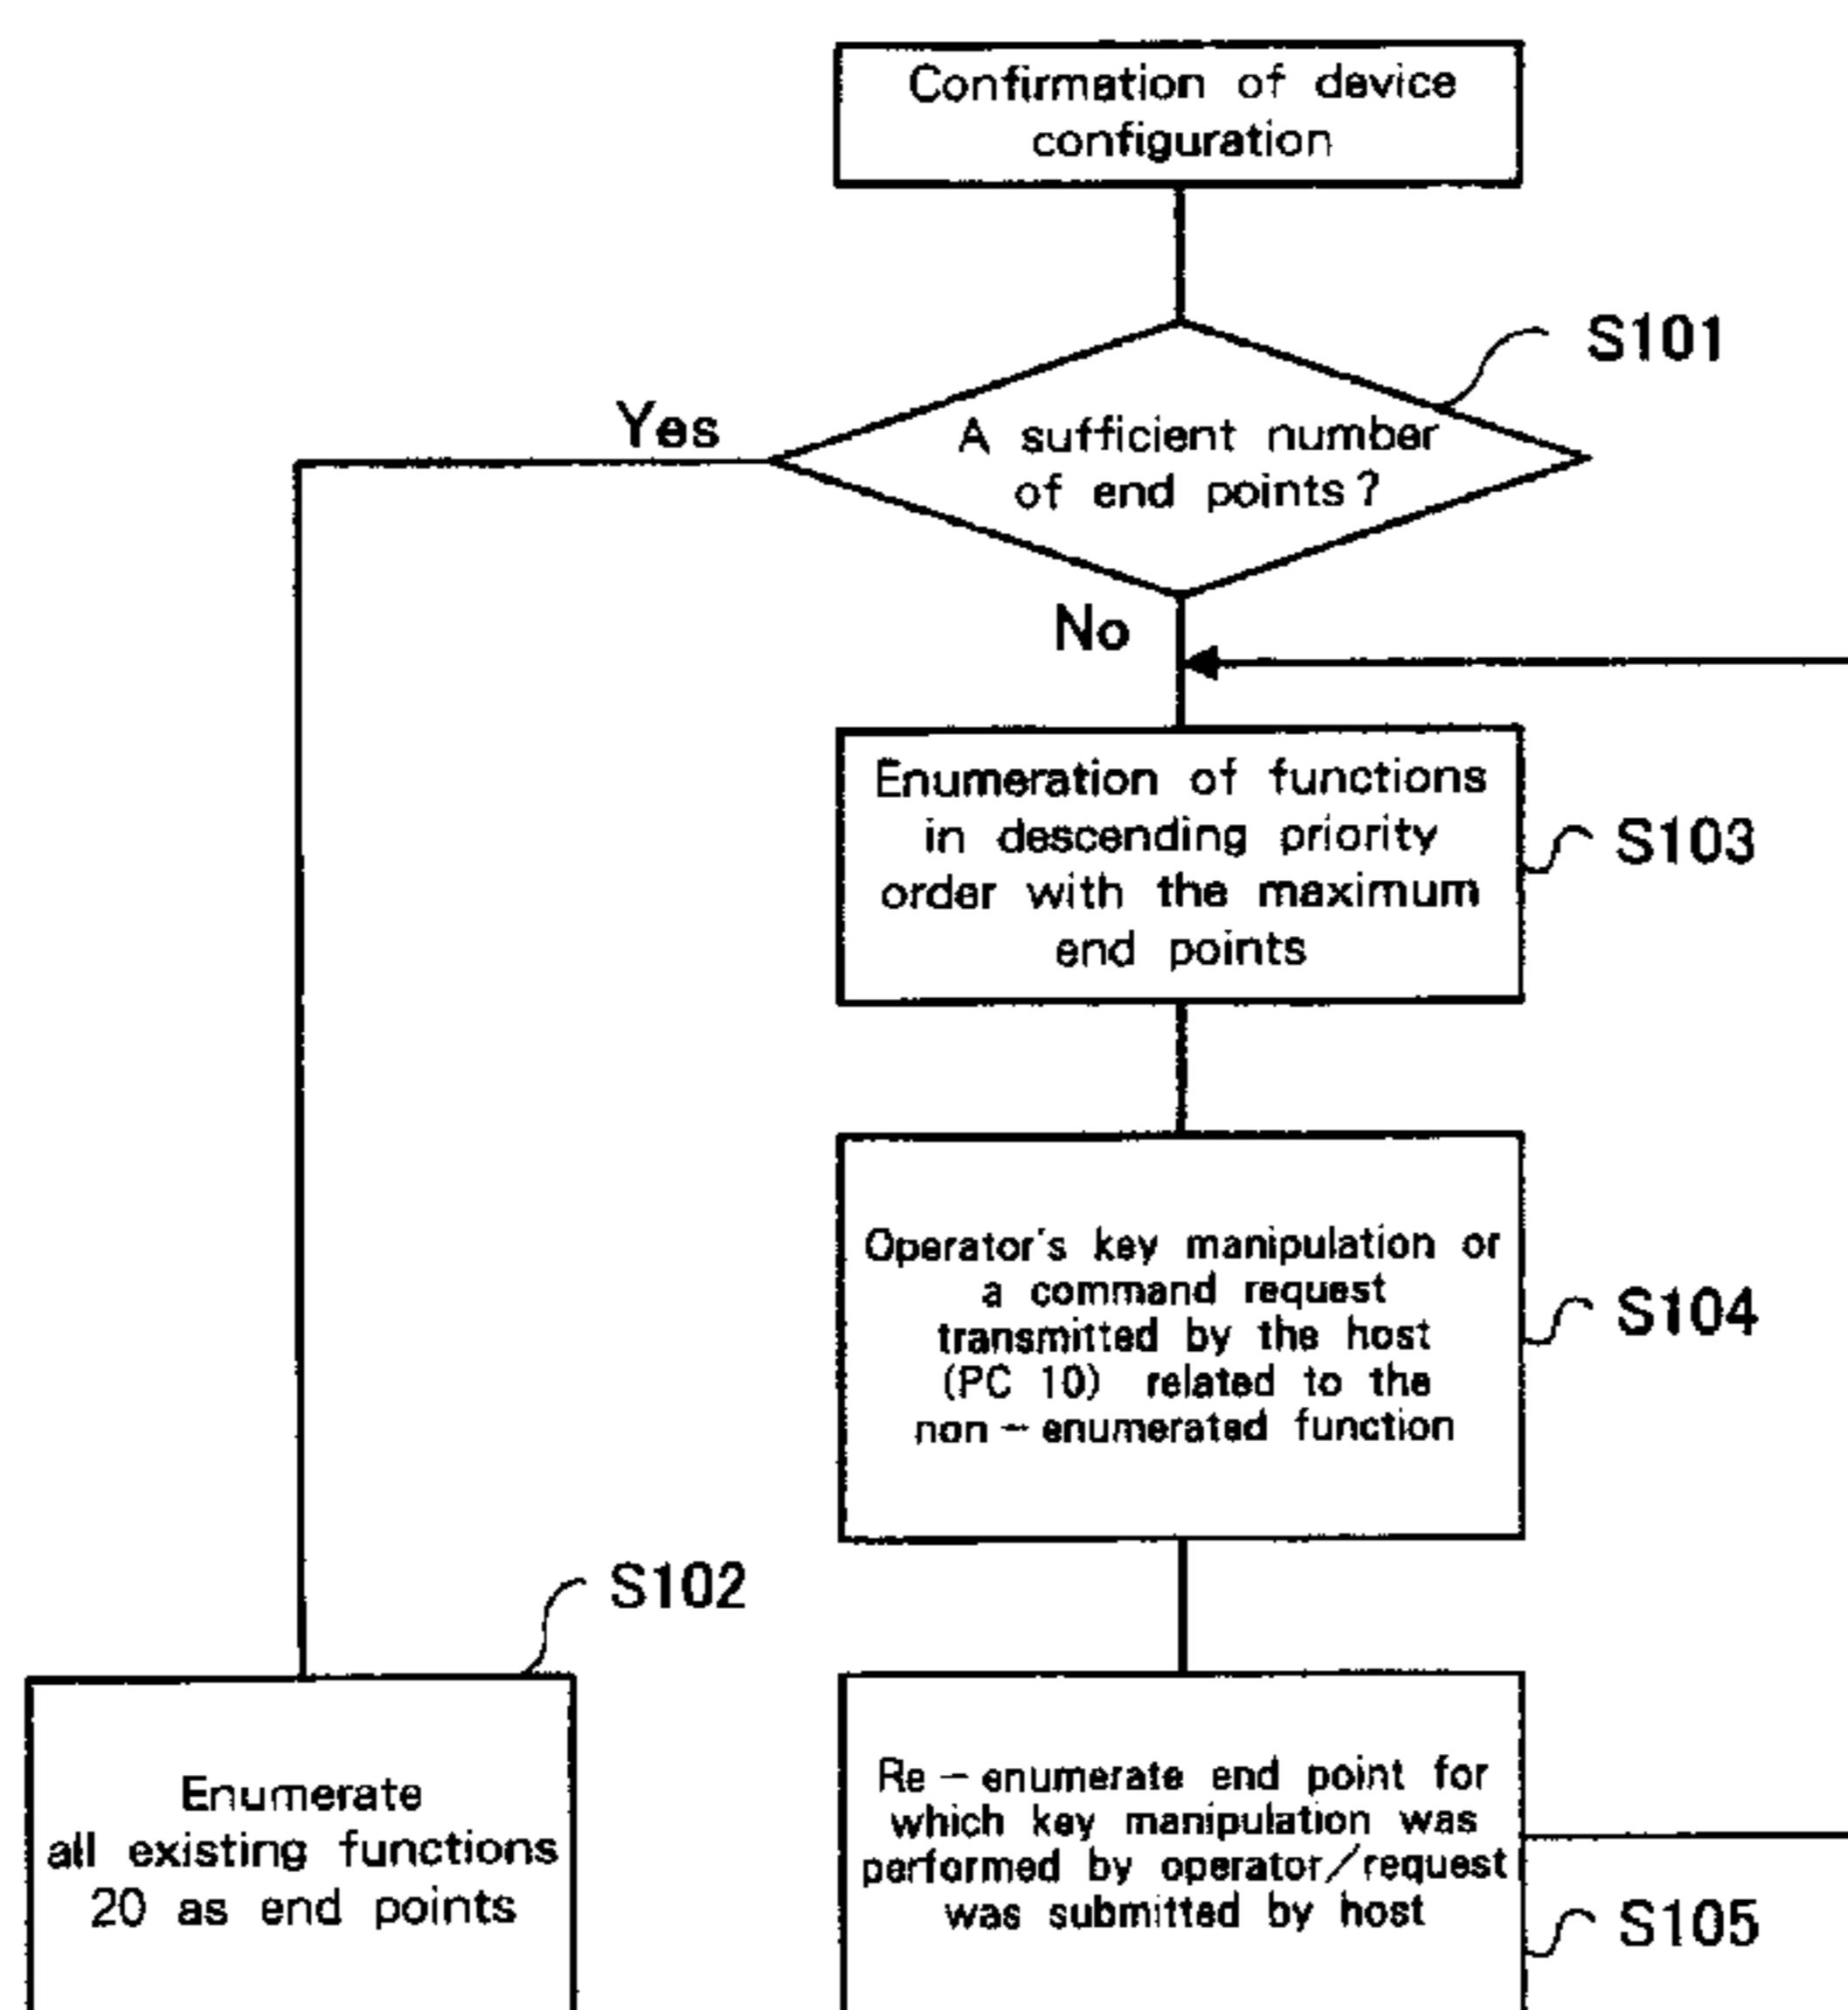 Confirmation of device
configuration
S101
Yes
A sufficient number
of end points?
No
Enumeration of functions
in descending priority
order with the maximum
end points
S103
Operator's key manipulation or
a command request
transmitted by the host
(PC 10) related to the
non-enumerated function
S104
S102
Enumerate
all existing functions
20 as end points
Re-enumerate end point for
which key manipulation was
performed by operator/request
was submitted by host
S105